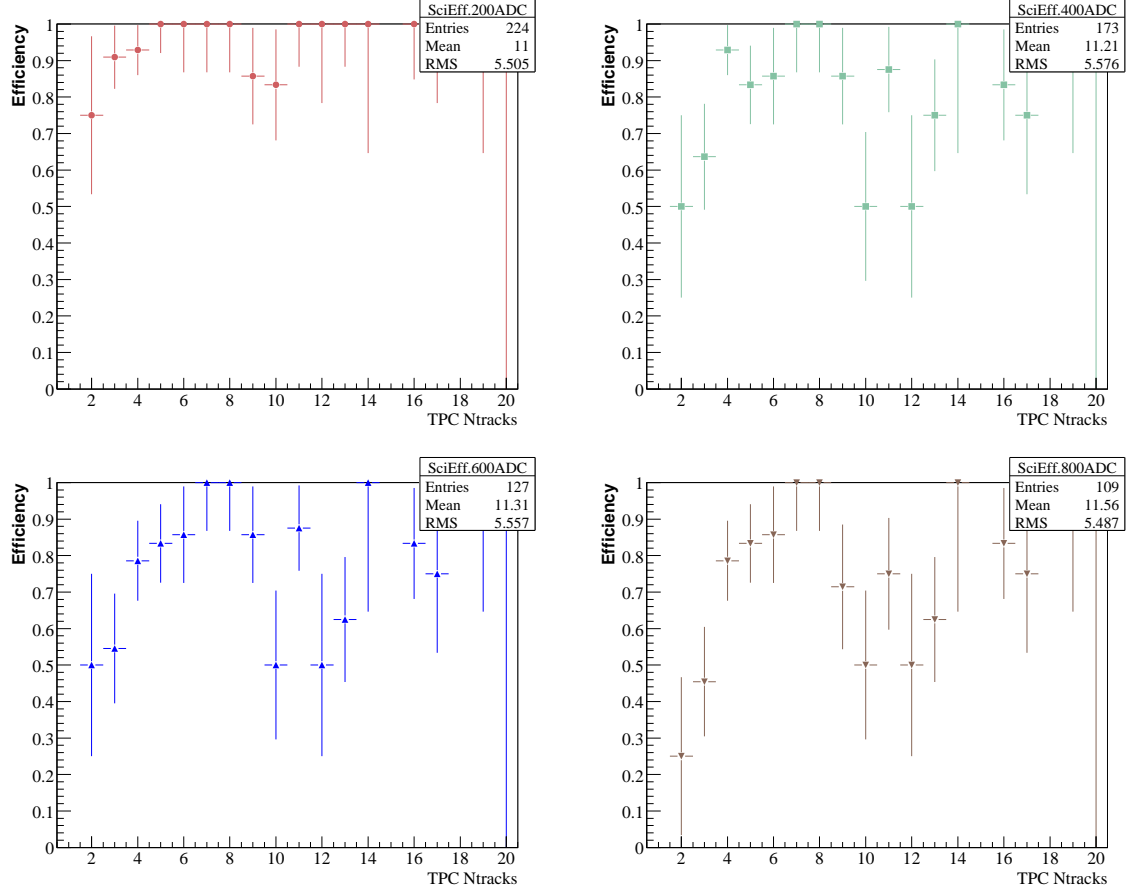 SciEff.200ADC
Entries 224
Mean 11
RMS 5.505
Efficiency
1
0.9
0.8
0.7
0.6
0.5
0.4
0.3
0.2
0.1
0
2 4 6 8 10 12 14 16 18 20
TPC Ntracks
SciEff.400ADC
Entries 173
Mean 11.21
RMS 5.576
Efficiency
1
0.9
0.8
0.7
0.6
0.5
0.4
0.3
0.2
0.1
0
2 4 6 8 10 12 14 16 18 20
TPC Ntracks
SciEff.600ADC
Entries 127
Mean 11.31
RMS 5.557
Efficiency
1
0.9
0.8
0.7
0.6
0.5
0.4
0.3
0.2
0.1
0
2 4 6 8 10 12 14 16 18 20
TPC Ntracks
SciEff.800ADC
Entries 109
Mean 11.56
RMS 5.487
Efficiency
1
0.9
0.8
0.7
0.6
0.5
0.4
0.3
0.2
0.1
0
2 4 6 8 10 12 14 16 18 20
TPC Ntracks